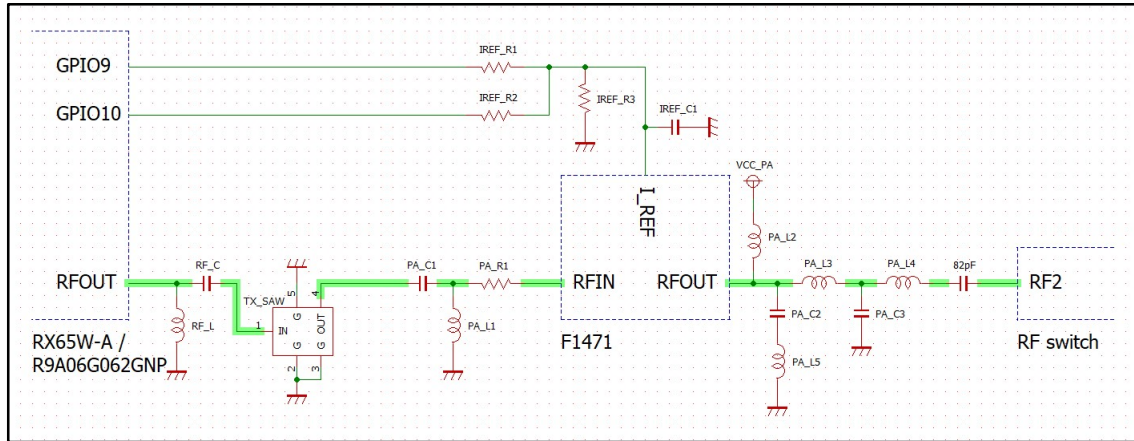 GPIO9
IREF_R1
GPIO10
IREF_R2
IREF_R3
IREF_C1
I_REF
VCC_PA
PA_L2
RFOUT
RF_C
PA_C1
PA_R1
RFIN
RFOUT
PA_L3
PA_L4
82pF
RF2
TX_SAW
5
G
4
OUT
1
IN
G
2
G
3
RF_L
PA_L1
PA_C2
PA_C3
PA_L5
RX65W-A /
R9A06G062GNP
F1471
RF switch